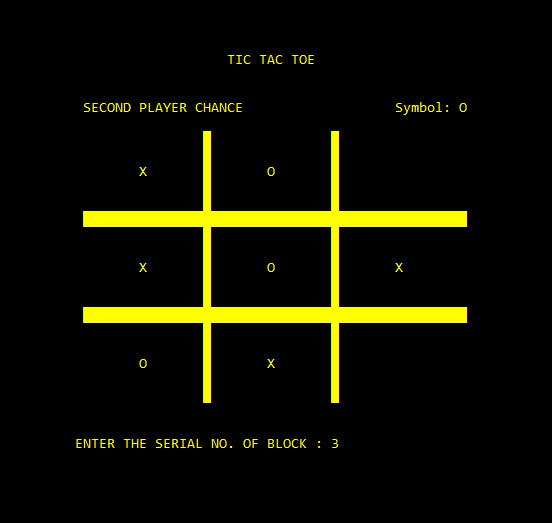 TIC TAC TOE
SECOND PLAYER CHANCE Symbol: O
X O
X O X
O X
ENTER THE SERIAL NO. OF BLOCK : 3